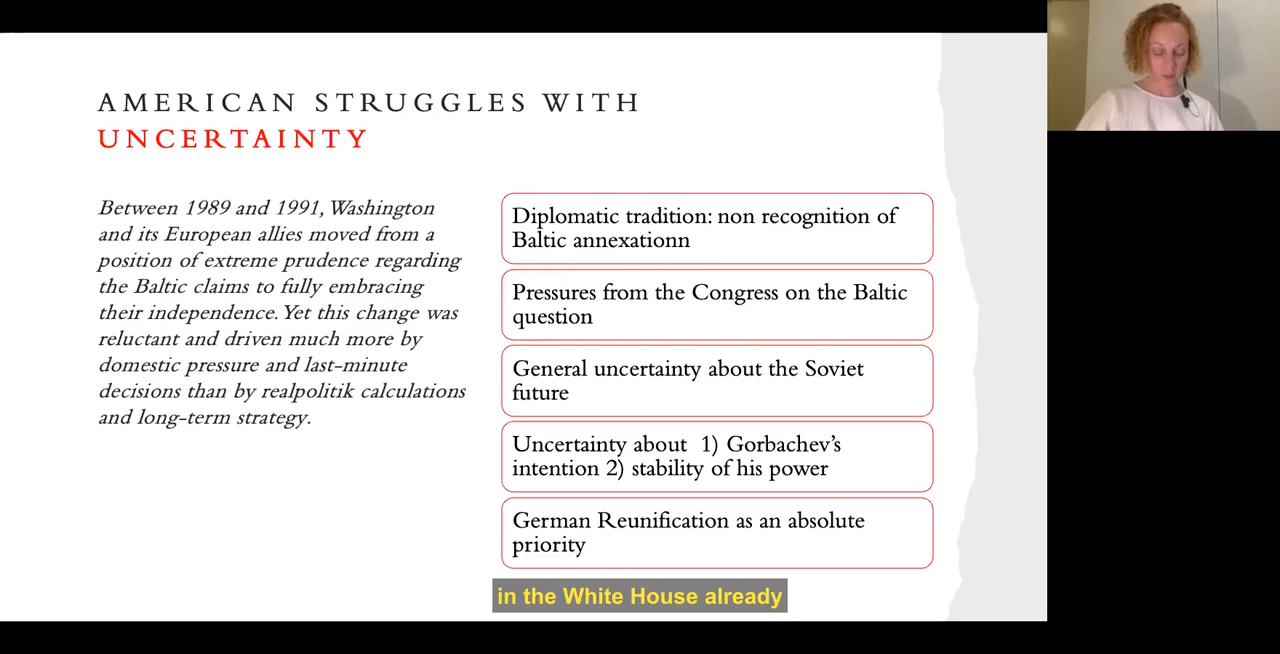 AMERICAN STRUGGLES WITH
UNCERTAINTY
Between 1989 and 1991, Washington
and its European allies moved from a
position of extreme prudence regarding
the Baltic claims to fully embracing
their independence. Yet this change was
reluctant and driven much more by
domestic pressure and last-minute
decisions than by realpolitik calculations
and long-term strategy.
Diplomatic tradition: non recognition of
Baltic annexationn
Pressures from the Congress on the Baltic
question
General uncertainty about the Soviet
future
Uncertainty about 1) Gorbachev's
intention 2) stability of his power
German Reunification as an absolute
priority
in the White House already